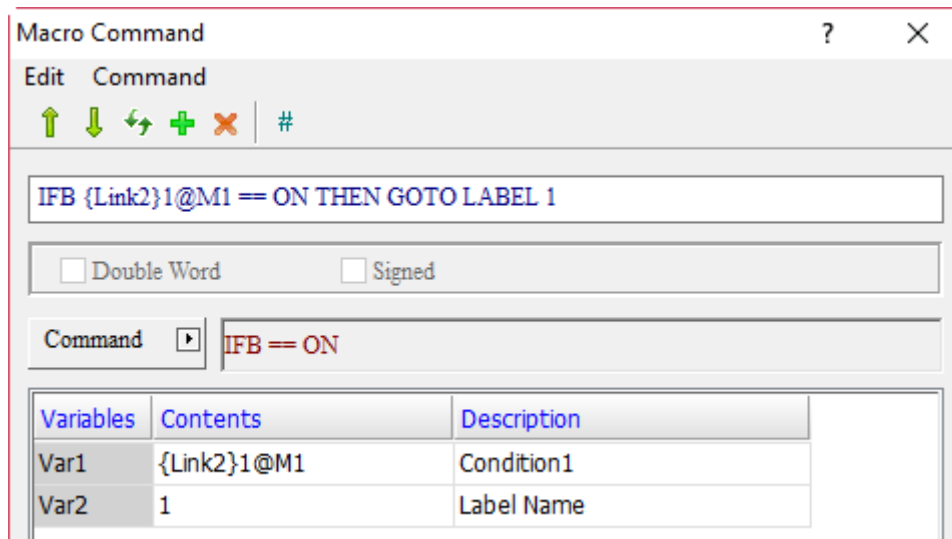 Macro Command ?
Edit Command
#
IFB {Link2}1@M1 == ON THEN GOTO LABEL 1
Double Word Signed
Command IFB == ON
Variables Contents Description
Var1 {Link2}1@M1 Condition1
Var2 1 Label Name